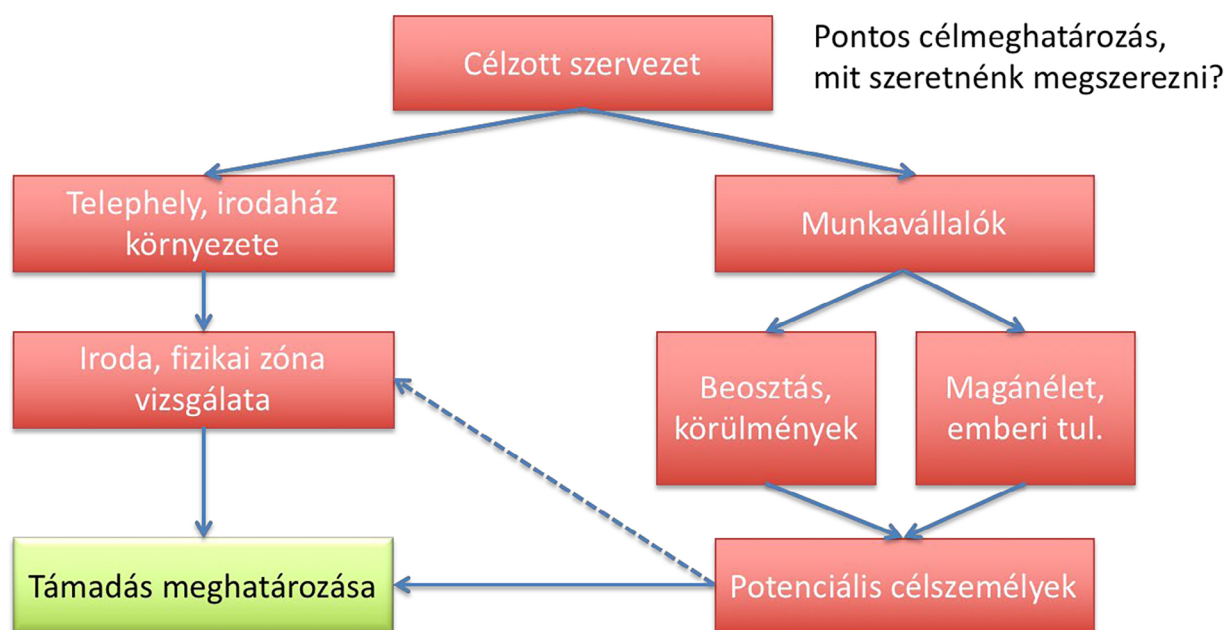 Célzott szervezet
Pontos célmeghatározás,
mit szeretnénk megszerezni?
Telephely, irodaház
környezete
Munkavállalók
Iroda, fizikai zóna
vizsgálata
Beosztás,
körülmények
Magánélet,
emberi tul.
Támadás meghatározása
Potenciális célszemélyek